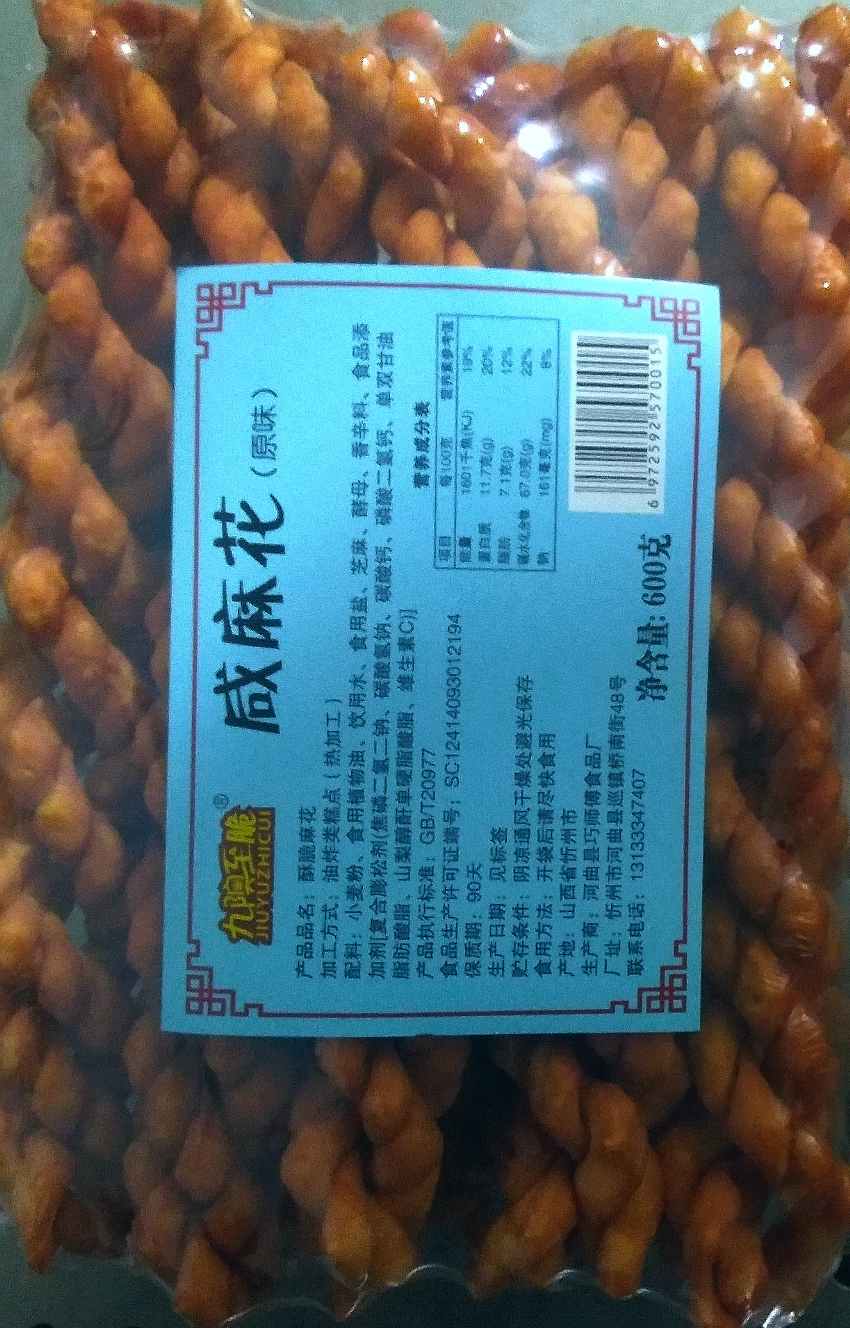 九隅至脆®
JIUYUZHICUI
咸麻花（原味）
产品品名：酥脆麻花
加工方式：油炸类糕点（热加工）
配料：小麦粉、食用植物油、饮用水、食用盐、芝麻、酵母、香辛料、食品添
加剂[复合膨松剂(焦磷二氢二钠、碳酸氢钠、碳酸钙、磷酸二氢钙、单双甘油
脂肪酸脂、山梨醇酐单硬脂酸脂、维生素C)]
产品执行标准：GB/T20977
食品生产许可证端号：SC12414093012194
保质期：90天
生产日期：见标签
贮存条件：阴凉通风干燥处避光保存
食用方法：开袋后请尽快食用
产地：山西省忻州市
生产商：河曲县巧师傅食品厂
厂址：忻州市河曲县巡镇桥南街48号
联系电话：13133347407
营养成分表
项目 每100克 营养素参考值
能量 1601千焦(KJ) 19%
蛋白质 11.7克(g) 20%
脂肪 7.1克(g) 12%
碳水化合物 67.0克(g) 22%
钠 161毫克(mg) 8%
6 972592 570015
净含量: 600克